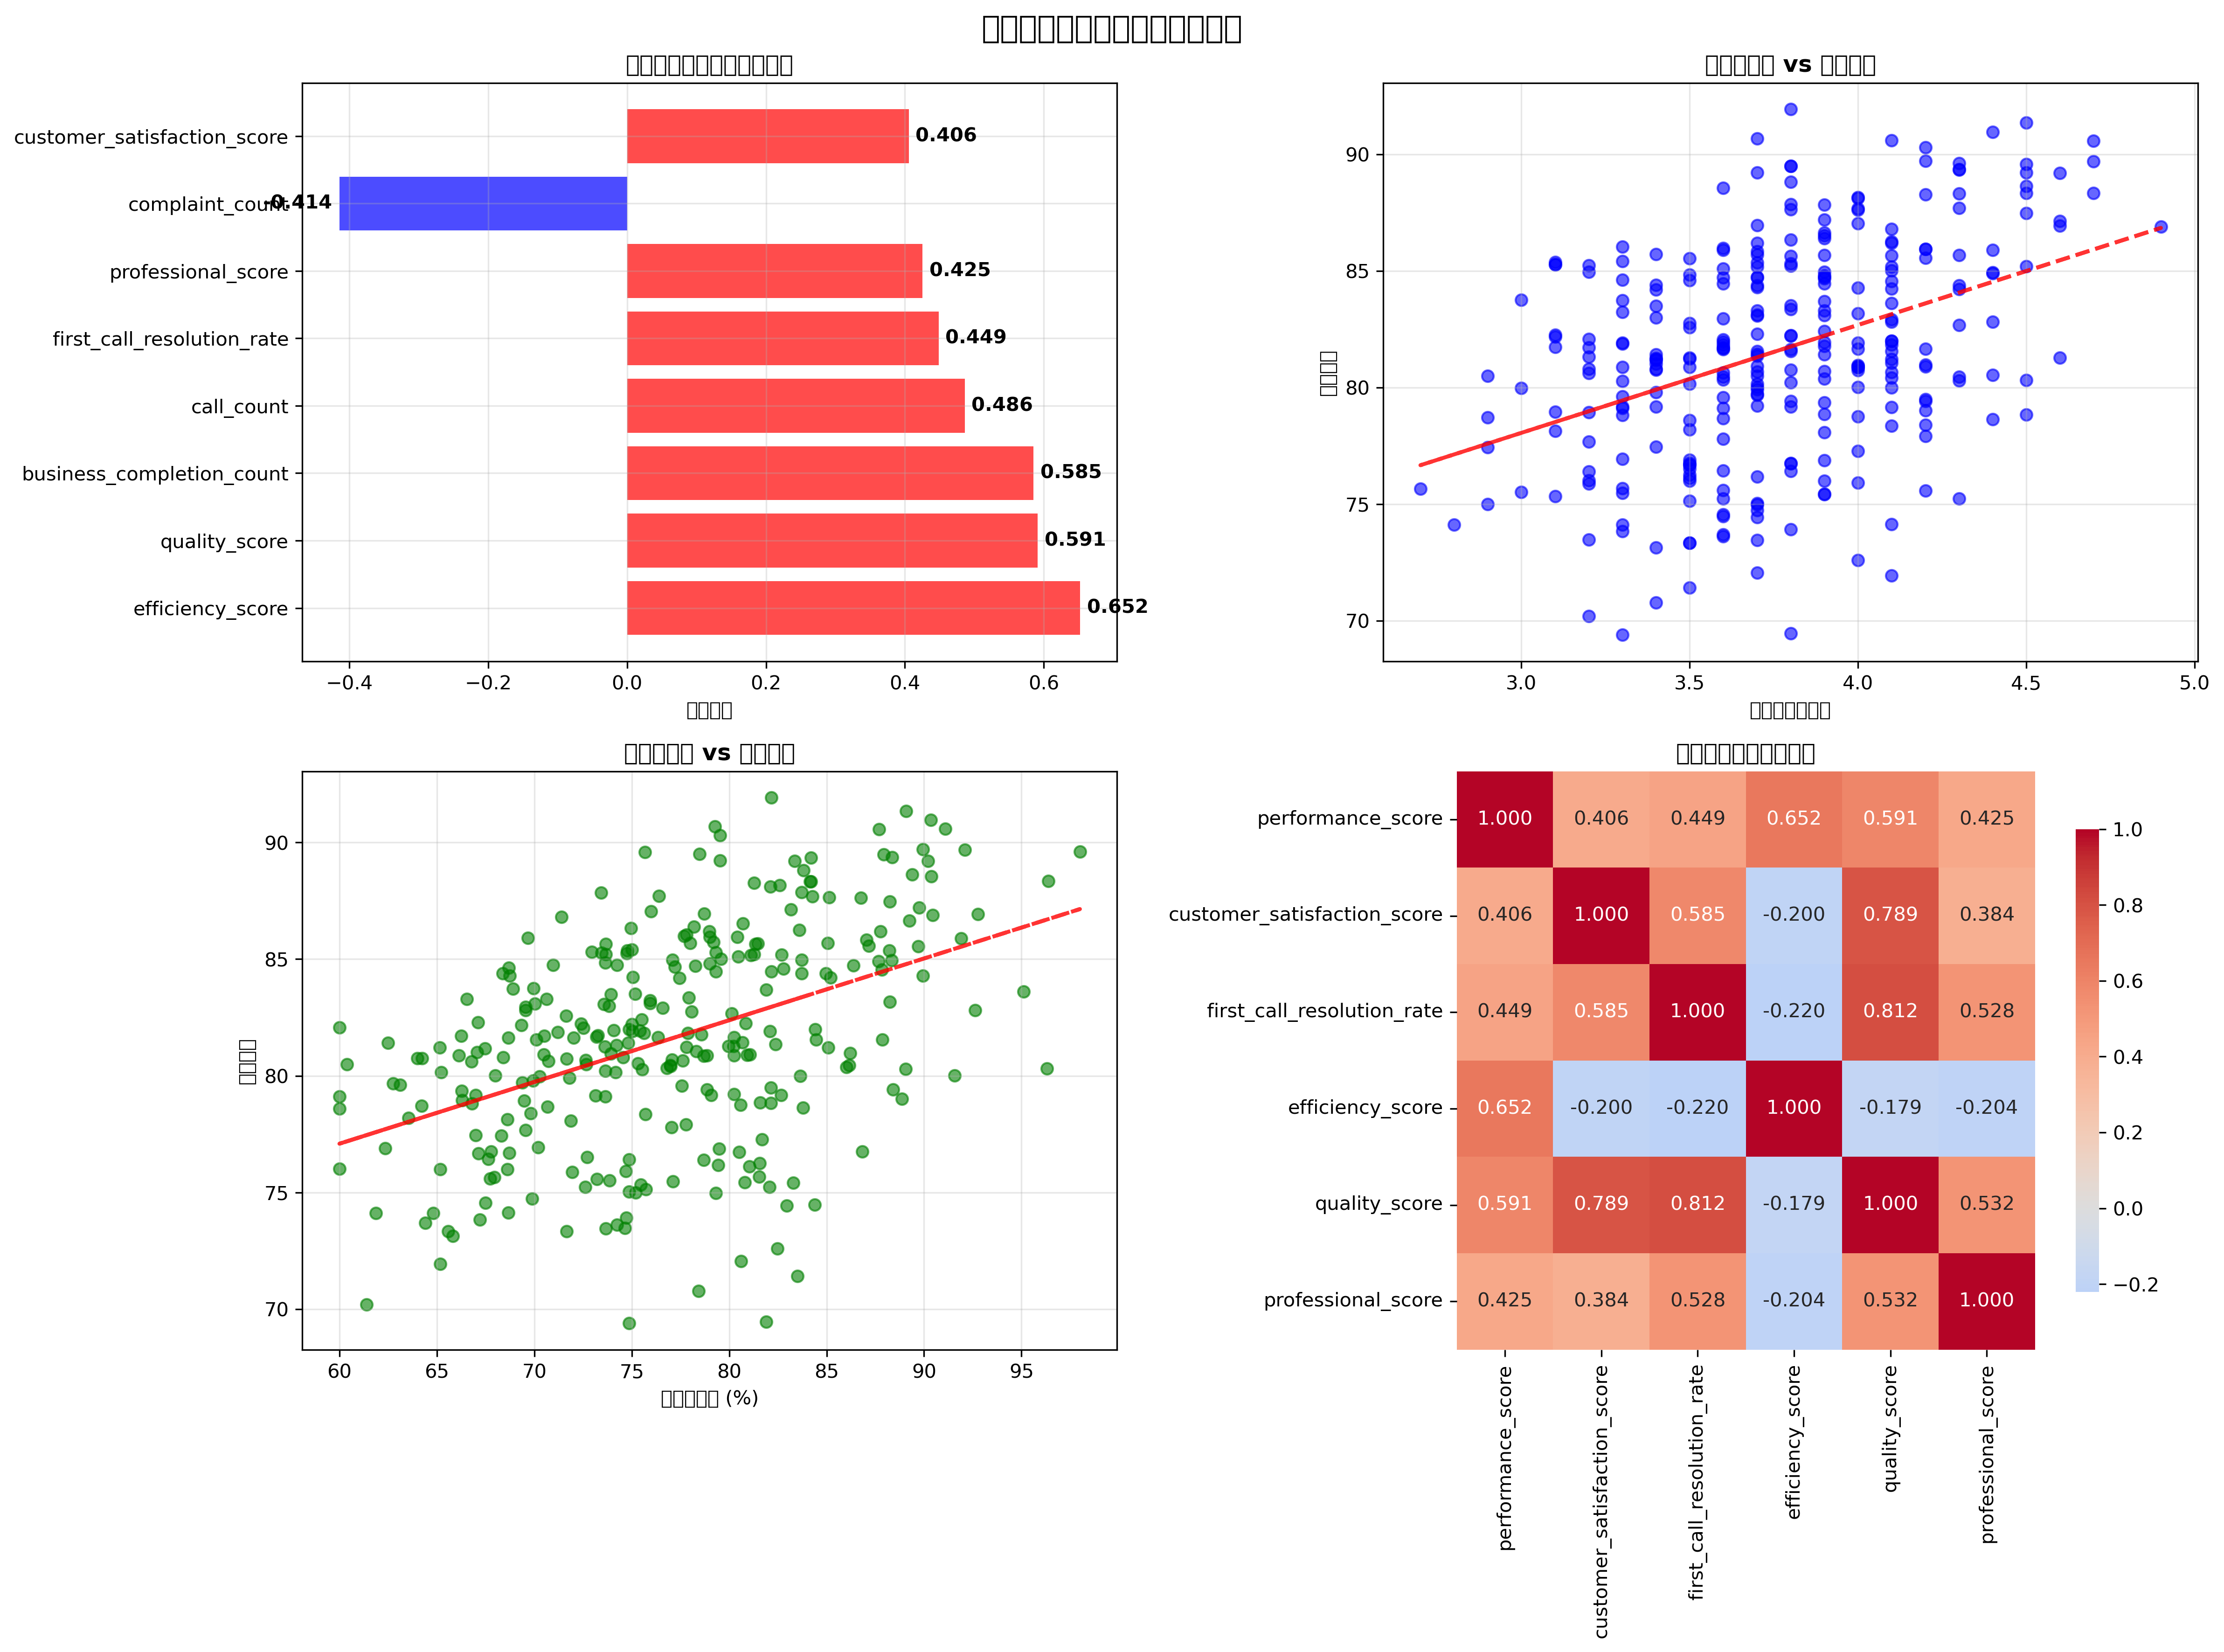 customer_satisfaction_score
0.406
complaint_count
-0.414
professional_score
0.425
first_call_resolution_rate
0.449
call_count
0.486
business_completion_count
0.585
quality_score
0.591
efficiency_score
0.652
−0.4 −0.2 0.0 0.2 0.4 0.6
vs
90
85
80
75
70
3.0 3.5 4.0 4.5 5.0
vs
90
85
80
75
70
60 65 70 75 80 85 90 95
(%)
performance_score 1.000 0.406 0.449 0.652 0.591 0.425
customer_satisfaction_score 0.406 1.000 0.585 -0.200 0.789 0.384
first_call_resolution_rate 0.449 0.585 1.000 -0.220 0.812 0.528
efficiency_score 0.652 -0.200 -0.220 1.000 -0.179 -0.204
quality_score 0.591 0.789 0.812 -0.179 1.000 0.532
professional_score 0.425 0.384 0.528 -0.204 0.532 1.000
performance_score
customer_satisfaction_score
first_call_resolution_rate
efficiency_score
quality_score
professional_score
1.0
0.8
0.6
0.4
0.2
0.0
−0.2